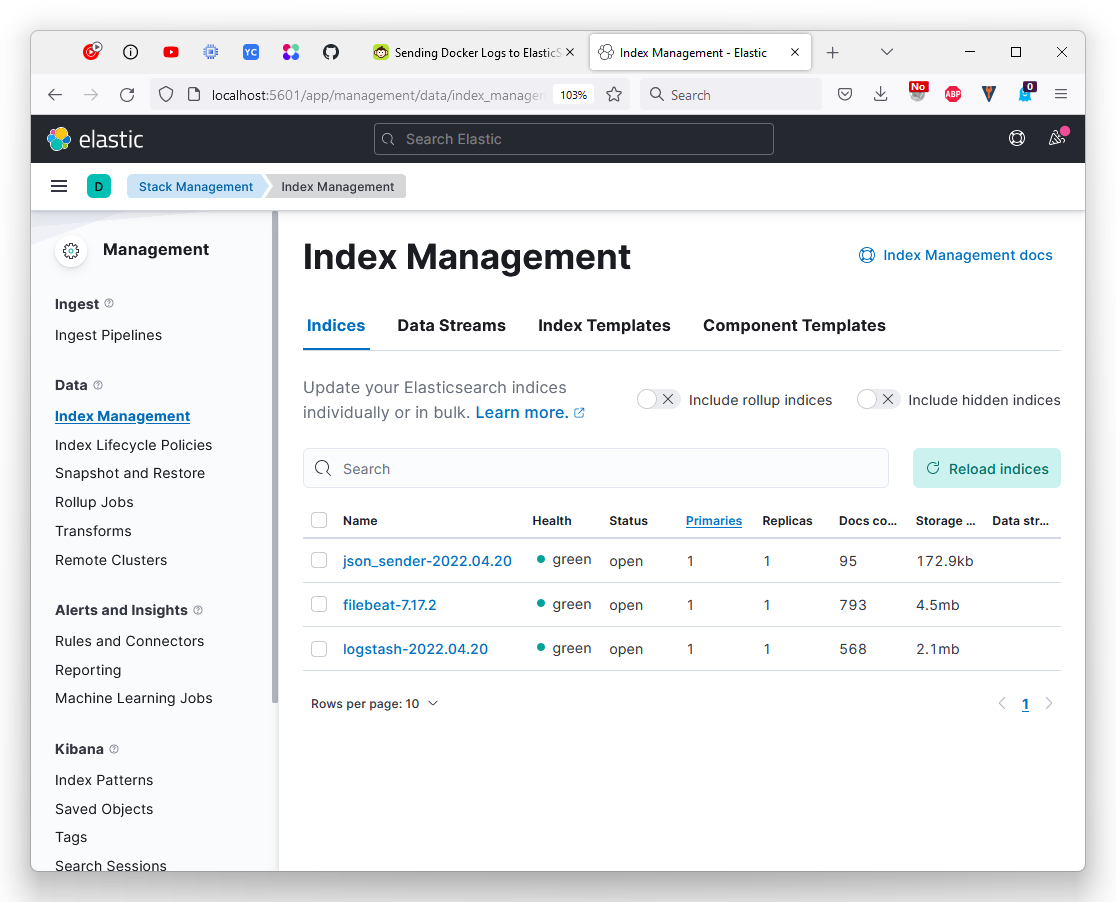 YC
Sending Docker Logs to ElasticS
Index Management - Elastic
localhost:5601/app/management/data/index_managen
103%
Search
No
ABP
0
elastic
Search Elastic
D
Stack Management
Index Management
Management
Ingest
Ingest Pipelines
Data
Index Management
Index Lifecycle Policies
Snapshot and Restore
Rollup Jobs
Transforms
Remote Clusters
Alerts and Insights
Rules and Connectors
Reporting
Machine Learning Jobs
Kibana
Index Patterns
Saved Objects
Tags
Search Sessions
Index Management
Index Management docs
Indices Data Streams Index Templates Component Templates
Update your Elasticsearch indices
individually or in bulk. Learn more.
Include rollup indices
Include hidden indices
Search
Reload indices
Name Health Status Primaries Replicas Docs co... Storage ... Data str...
json_sender-2022.04.20 green open 1 1 95 172.9kb
filebeat-7.17.2 green open 1 1 793 4.5mb
logstash-2022.04.20 green open 1 1 568 2.1mb
Rows per page: 10
1